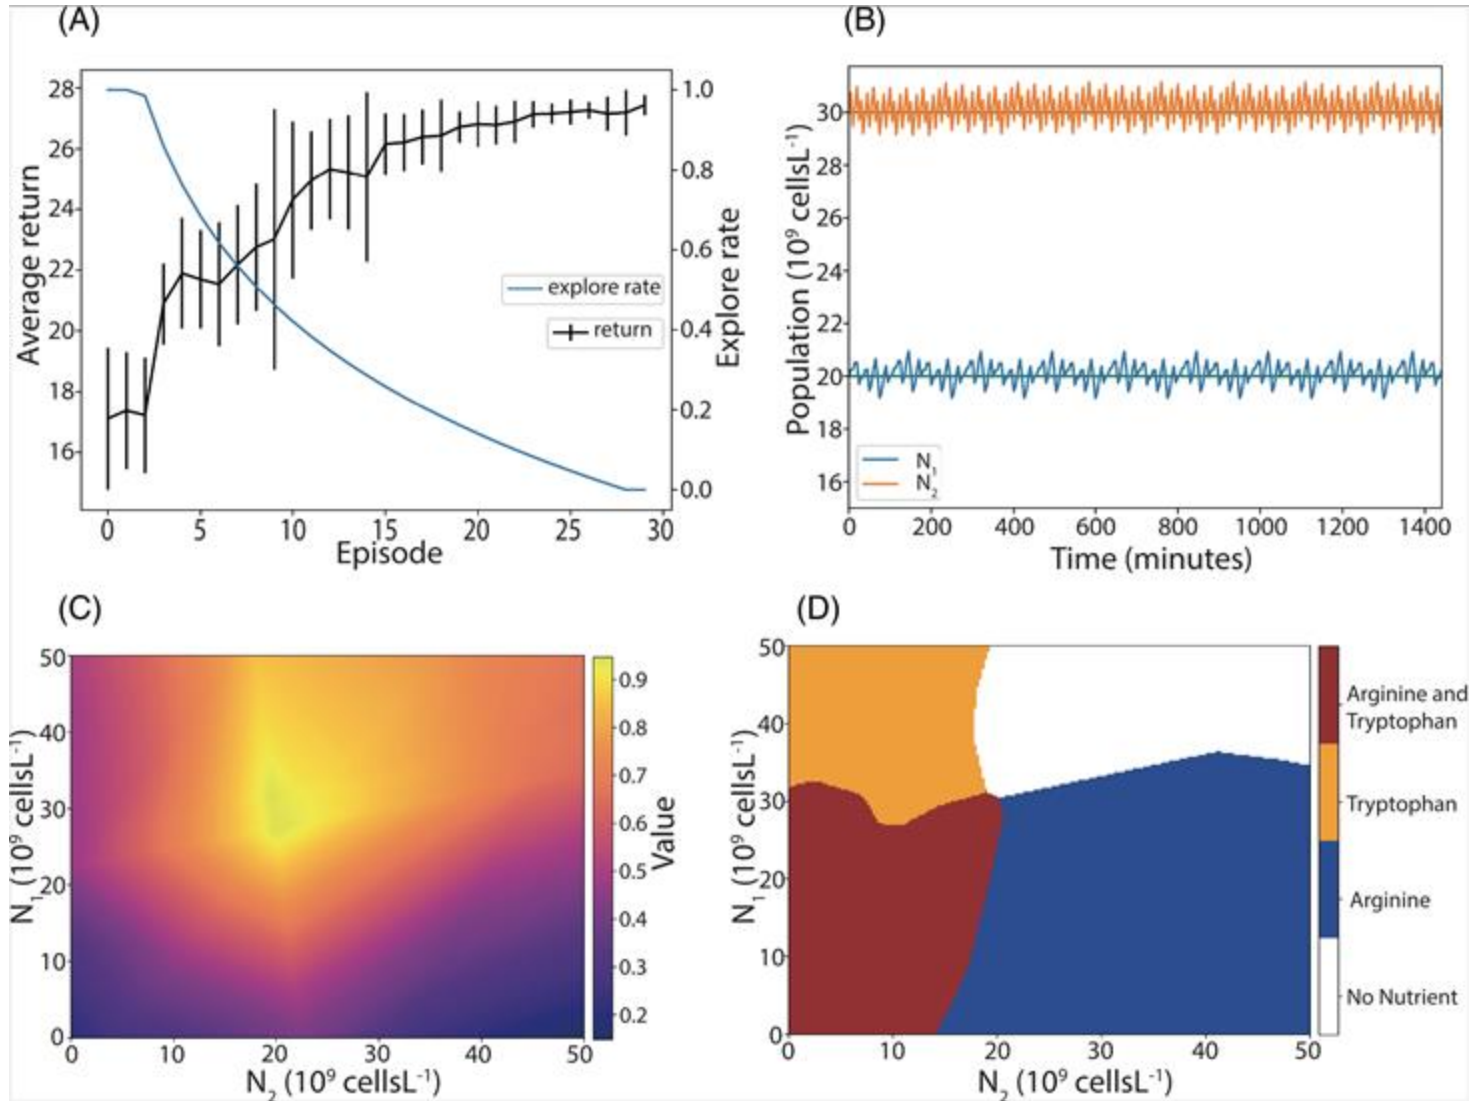 (A)
28
26
24
22
20
18
16
Average return
1.0
0.8
0.6
0.4
0.2
0.0
Explore rate
explore rate
return
0 5 10 15 20 25 30
Episode
(B)
30
28
26
24
22
20
18
16
Population (10⁹ cellsL⁻¹)
N₁
N₂
0 200 400 600 800 1000 1200 1400
Time (minutes)
(C)
50
40
30
20
10
0
N₁ (10⁹ cellsL⁻¹)
0 10 20 30 40 50
N₂ (10⁹ cellsL⁻¹)
0.9
0.8
0.7
0.6
0.5
0.4
0.3
0.2
Value
(D)
50
40
30
20
10
0
N₁ (10⁹ cellsL⁻¹)
0 10 20 30 40 50
N₂ (10⁹ cellsL⁻¹)
Arginine and
Tryptophan
Tryptophan
Arginine
No Nutrient